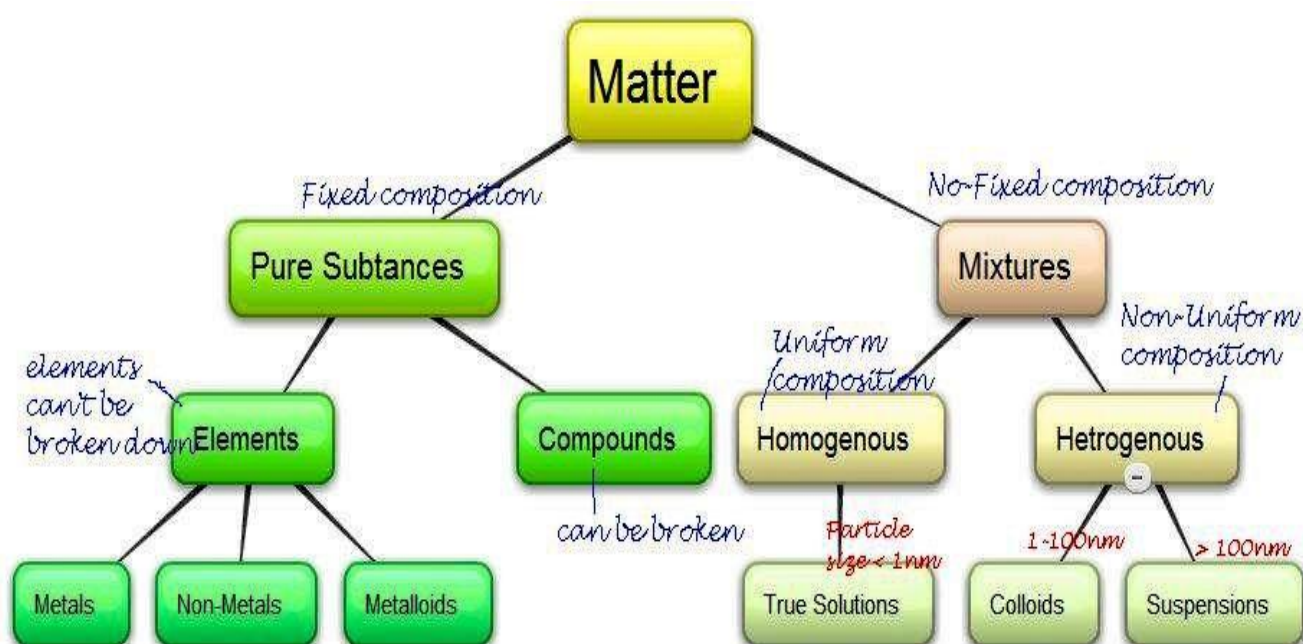 Matter
Fixed composition
No-Fixed composition
Pure Subtances
Mixtures
elements
can't be
broken down
Uniform
composition
Non-Uniform
composition
Elements
Compounds
Homogenous
Hetrogenous
-
can be broken
Particle
size < 1nm
1-100nm
> 100nm
Metals
Non-Metals
Metalloids
True Solutions
Colloids
Suspensions